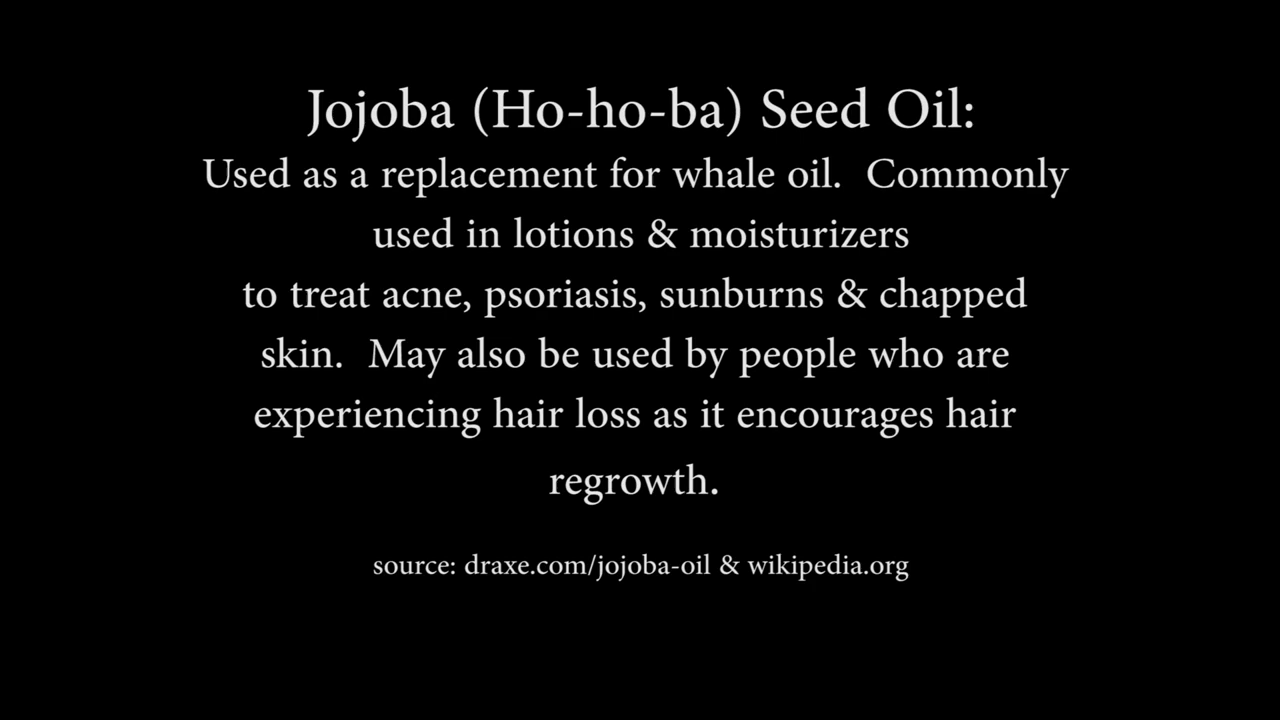 Jojoba (Ho-ho-ba) Seed Oil:
Used as a replacement for whale oil.  Commonly
used in lotions & moisturizers
to treat acne, psoriasis, sunburns & chapped
skin.  May also be used by people who are
experiencing hair loss as it encourages hair
regrowth.
source: draxe.com/jojoba-oil & wikipedia.org